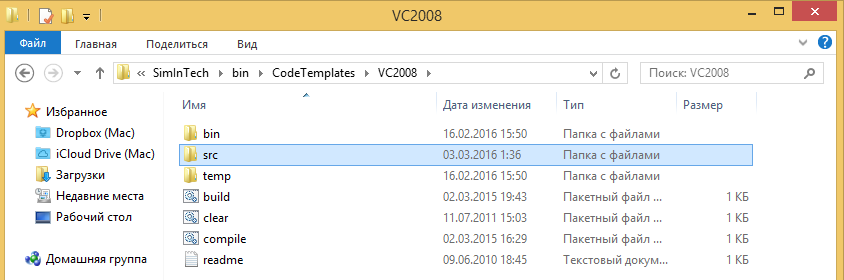 VC2008
Файл Главная Поделиться Вид
« SimInTech bin CodeTemplates VC2008 Поиск: VC2008
Имя Дата изменения Тип Размер
Избранное
Dropbox (Mac)
iCloud Drive (Mac)
Загрузки
Недавние места
Рабочий стол
Домашняя группа
bin 16.02.2016 15:50 Папка с файлами
src 03.03.2016 1:36 Папка с файлами
temp 16.02.2016 15:50 Папка с файлами
build 02.03.2015 19:43 Пакетный файл ... 1 КБ
clear 11.07.2011 15:03 Пакетный файл ... 1 КБ
compile 02.03.2015 16:29 Пакетный файл ... 1 КБ
readme 09.06.2010 18:45 Текстовый докум... 1 КБ